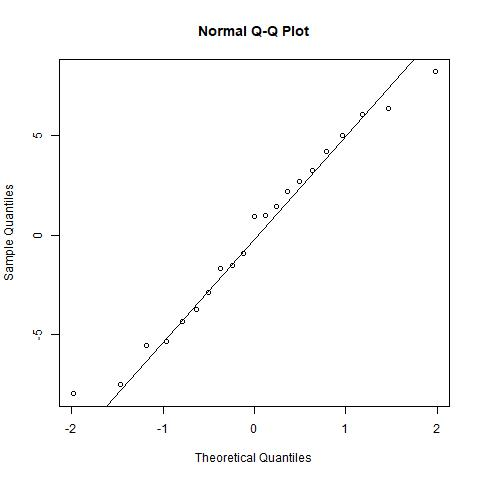 Normal Q-Q Plot
5
0
-5
Sample Quantiles
-2 -1 0 1 2
Theoretical Quantiles